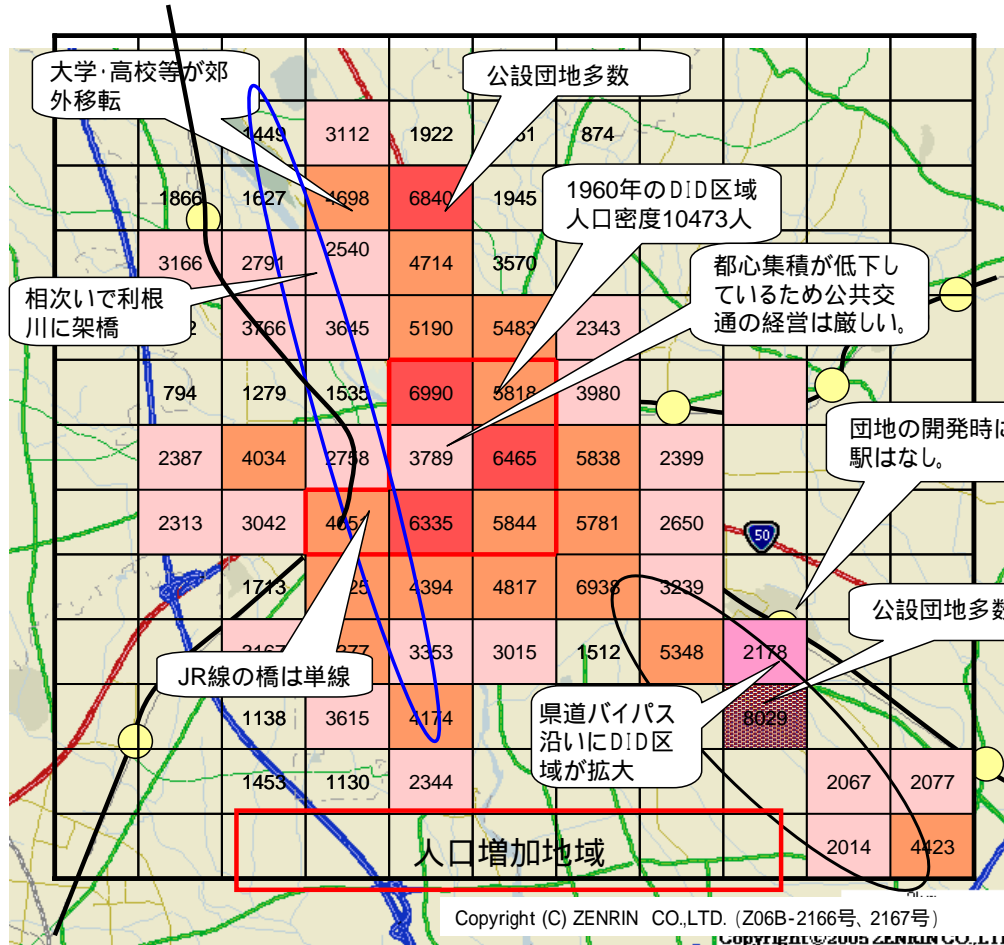 大学・高校等が郊
外移転
公設団地多数
1449 3112 1922 874
1866 1627 4698 6840 1945
1960年のDID区域
人口密度10473人
3166 2791 2540 4714 3570
都心集積が低下し
ているため公共交
通の経営は厳しい。
相次いで利根
川に架橋
3766 3645 5190 5483 2343
794 1279 1535 6990 5818 3980
団地の開発時に
駅はなし。
2387 4034 2758 3789 6465 5838 2399
2313 3042 4651 6335 5844 5781 2650
50
1713 4394 4817 6938 3239
公設団地多数
3353 3015 1512 5348 2178
JR線の橋は単線
1138 3615 4174 8029
県道バイパス
沿いにDID区
域が拡大
1453 1130 2344 2067 2077
人口増加地域
2014 4423
Copyright (C) ZENRIN CO.,LTD. (Z06B-2166号、2167号)
Copyright©2005 ZENRIN CO.,LT